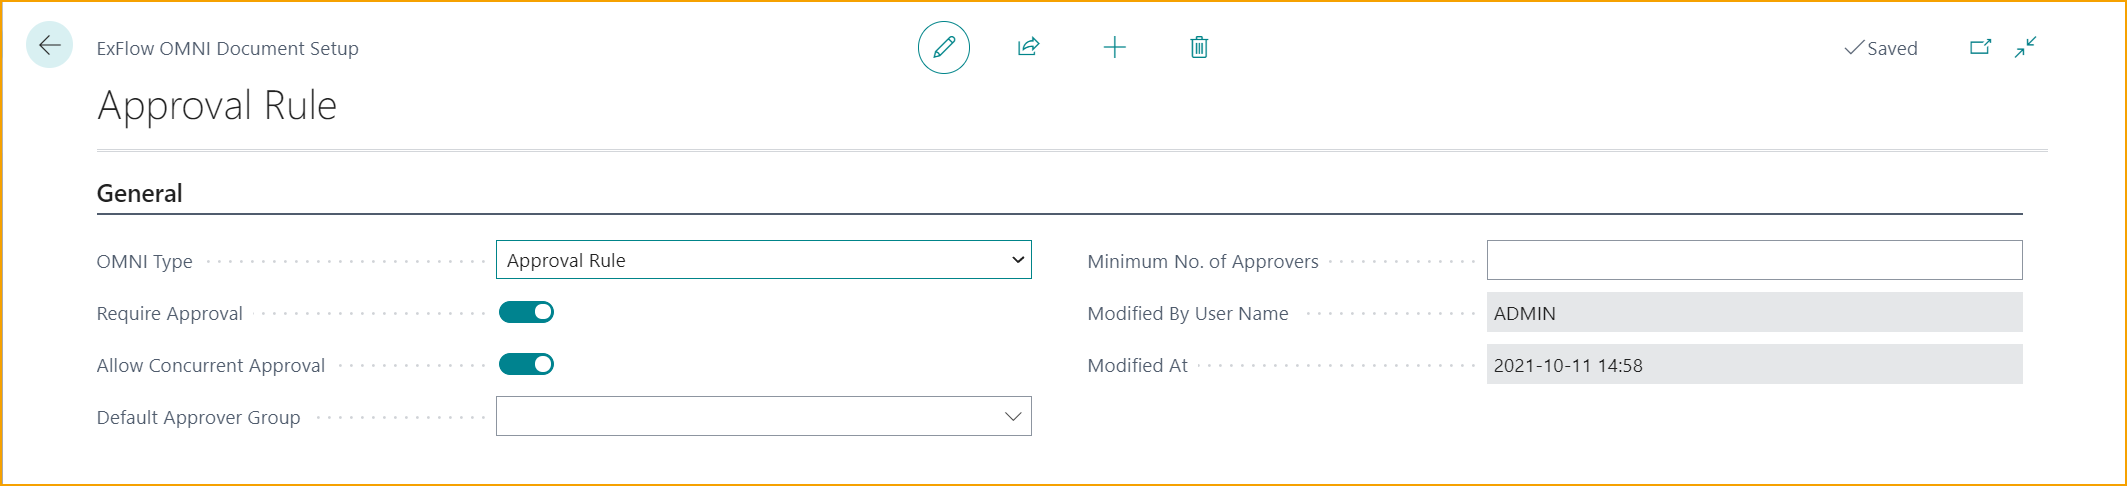 ExFlow OMNI Document Setup
Saved
Approval Rule
General
OMNI Type
Approval Rule
Minimum No. of Approvers
Require Approval
Modified By User Name
ADMIN
Allow Concurrent Approval
Modified At
2021-10-11 14:58
Default Approver Group